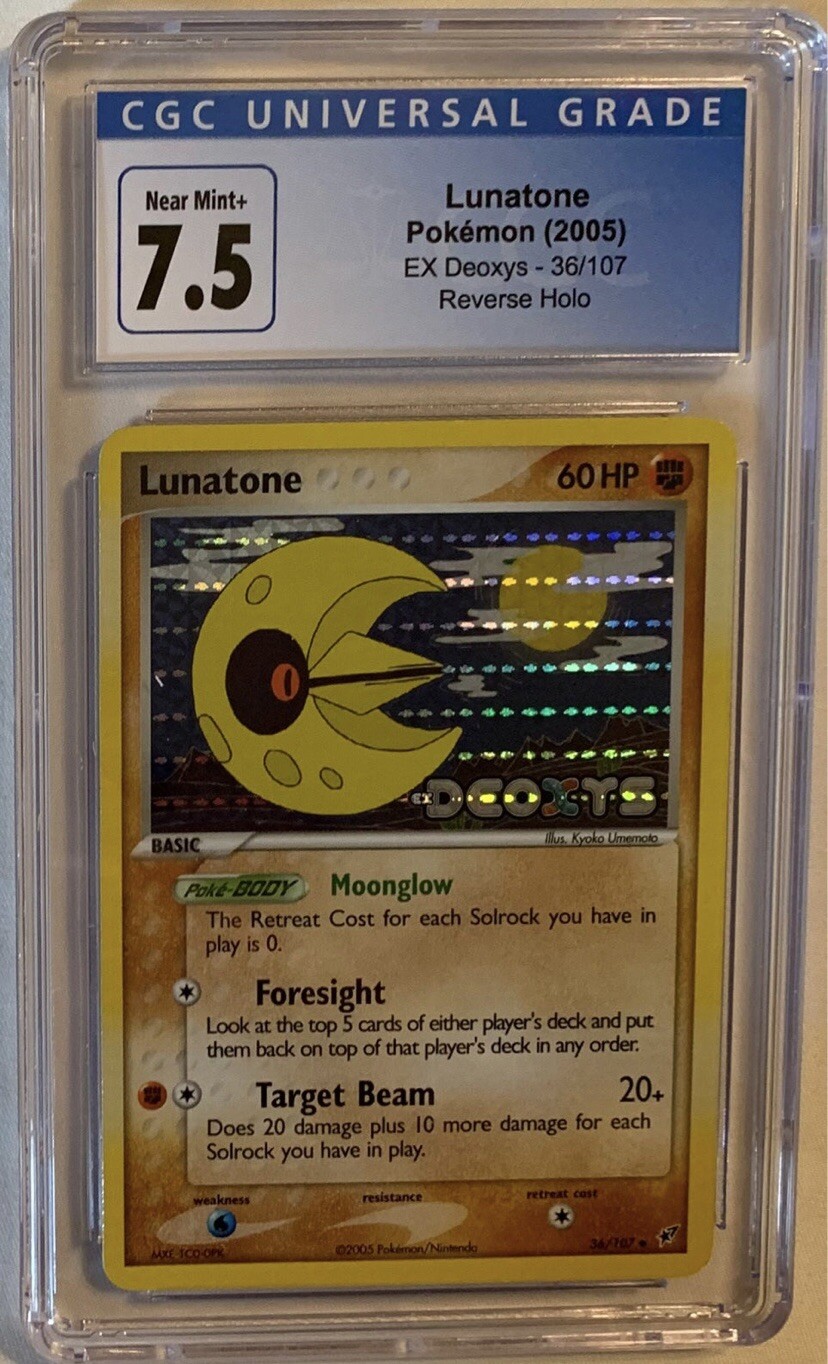 CGC UNIVERSAL GRADE
Near Mint+
7.5
Lunatone
Pokémon (2005)
EX Deoxys - 36/107
Reverse Holo
Lunatone
60 HP
ex DEOXYS
BASIC
Illus. Kyoko Umemoto
Poké-BODY Moonglow
The Retreat Cost for each Solrock you have in
play is 0.
Foresight
Look at the top 5 cards of either player's deck and put
them back on top of that player's deck in any order.
Target Beam 20+
Does 20 damage plus 10 more damage for each
Solrock you have in play.
weakness resistance retreat cost
©2005 Pokémon/Nintendo
36/107